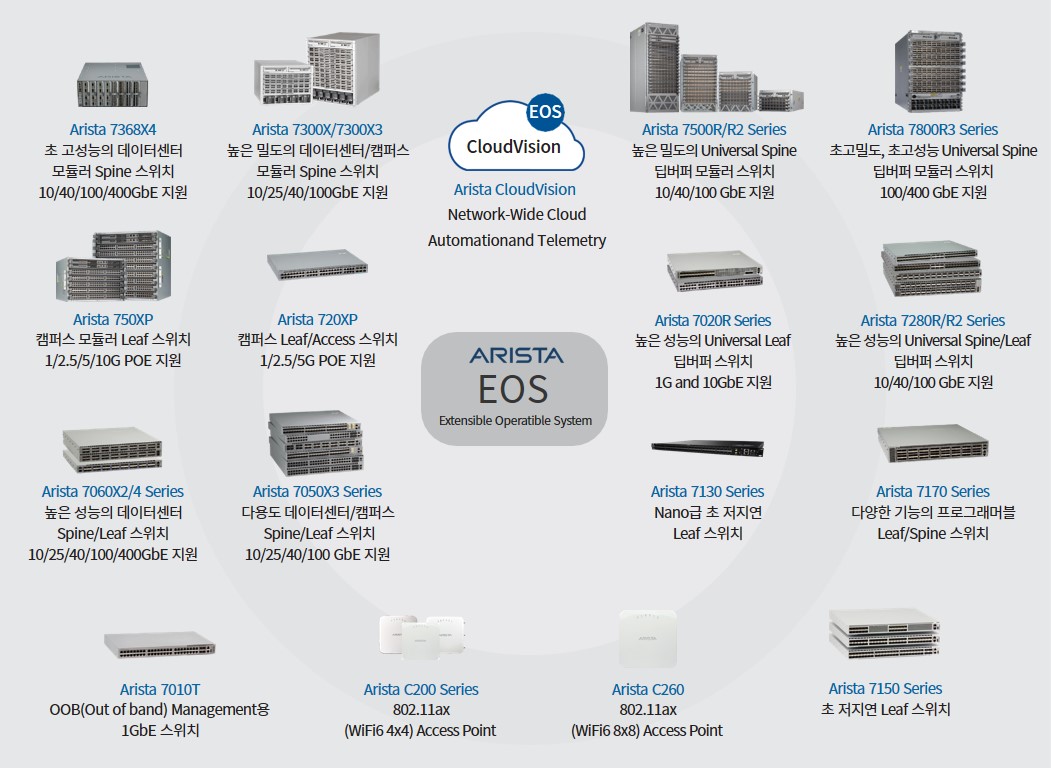 Arista 7368X4
초 고성능의 데이터센터
모듈러 Spine 스위치
10/40/100/400GbE 지원
Arista 7300X/7300X3
높은 밀도의 데이터센터/캠퍼스
모듈러 Spine 스위치
10/25/40/100GbE 지원
EOS
CloudVision
Arista CloudVision
Network-Wide Cloud
Automationand Telemetry
Arista 7500R/R2 Series
높은 밀도의 Universal Spine
딥버퍼 모듈러 스위치
10/40/100 GbE 지원
Arista 7800R3 Series
초고밀도, 초고성능 Universal Spine
딥버퍼 모듈러 스위치
100/400 GbE 지원
Arista 750XP
캠퍼스 모듈러 Leaf 스위치
1/2.5/5/10G POE 지원
Arista 720XP
캠퍼스 Leaf/Access 스위치
1/2.5/5G POE 지원
ARISTA
EOS
Extensible Operatible System
Arista 7020R Series
높은 성능의 Universal Leaf
딥버퍼 스위치
1G and 10GbE 지원
Arista 7280R/R2 Series
높은 성능의 Universal Spine/Leaf
딥버퍼 스위치
10/40/100 GbE 지원
Arista 7060X2/4 Series
높은 성능의 데이터센터
Spine/Leaf 스위치
10/25/40/100/400GbE 지원
Arista 7050X3 Series
다용도 데이터센터/캠퍼스
Spine/Leaf 스위치
10/25/40/100 GbE 지원
Arista 7130 Series
Nano급 초 저지연
Leaf 스위치
Arista 7170 Series
다양한 기능의 프로그래머블
Leaf/Spine 스위치
Arista 7010T
OOB(Out of band) Management용
1GbE 스위치
Arista C200 Series
802.11ax
(WiFi6 4x4) Access Point
Arista C260
802.11ax
(WiFi6 8x8) Access Point
Arista 7150 Series
초 저지연 Leaf 스위치